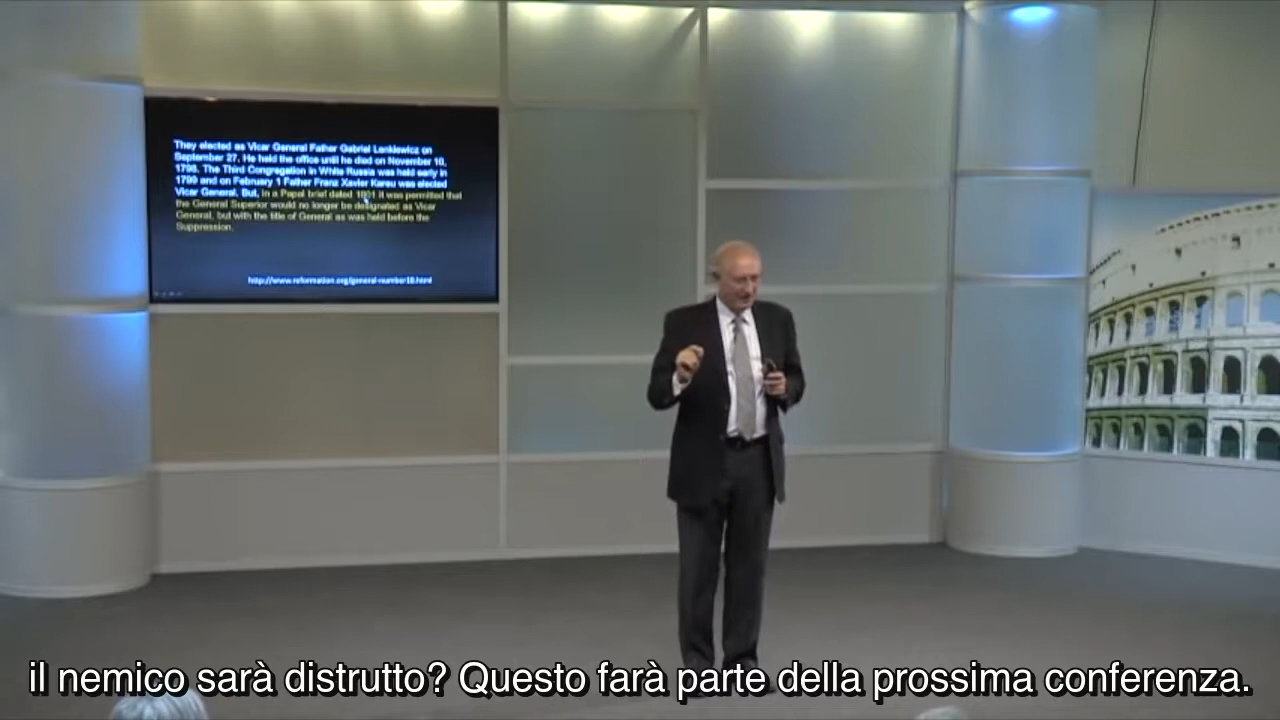 They elected as Vicar General Father Gabriel Lenkiewicz on
September 27. He held the office until he died on November 10,
1798. The Third Congregation in White Russia was held early in
1799 and on February 1 Father Franz Xavier Kareu was elected
Vicar General. But, in a Papal brief dated 1801 it was permitted that
the General Superior would no longer be designated as Vicar
General, but with the title of General as was held before the
Suppression.
http://www.reformation.org/general-number18.html
il nemico sarà distrutto? Questo farà parte della prossima conferenza.